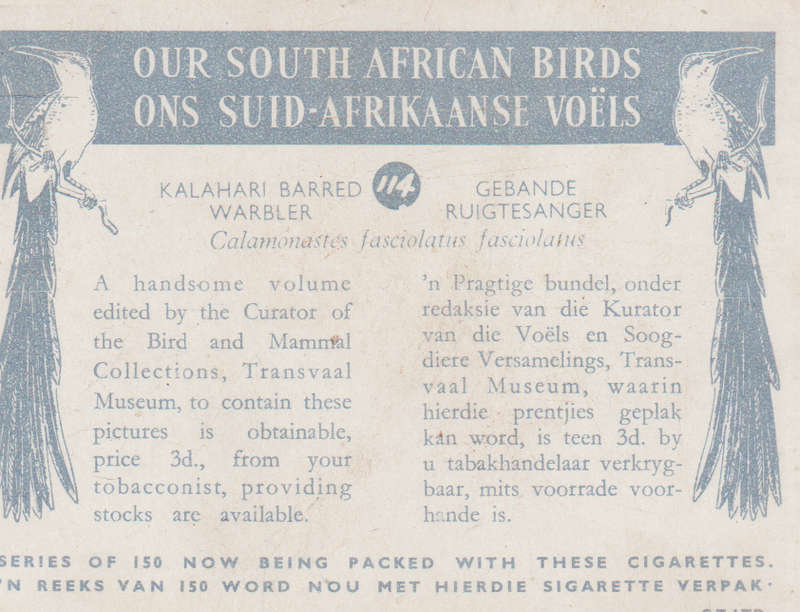 OUR SOUTH AFRICAN BIRDS
ONS SUID-AFRIKAANSE VOËLS
114
KALAHARI BARRED
WARBLER
GEBANDE
RUIGTESANGER
Calamonastes fasciolatus fasciolatus
A handsome volume
edited by the Curator of
the Bird and Mammal
Collections, Transvaal
Museum, to contain these
pictures is obtainable,
price 3d., from your
tobacconist, providing
stocks are available.
'n Pragtige bundel, onder
redaksie van die Kurator
van die Voëls en Soog-
diere Versamelings, Trans-
vaal Museum, waarin
hierdie prentjies geplak
kan word, is teen 3d. by
u tabakhandelaar verkryg-
baar, mits voorrade voor-
hande is.
SERIES OF 150 NOW BEING PACKED WITH THESE CIGARETTES.
'N REEKS VAN 150 WORD NOU MET HIERDIE SIGARETTE VERPAK.